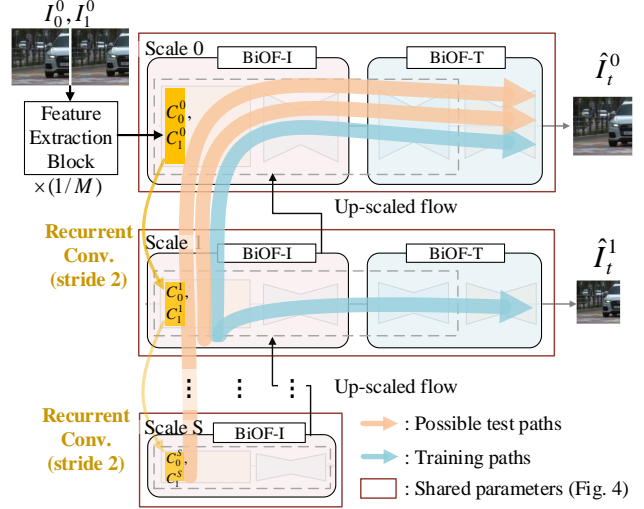 I_0^0, I_1^0
Scale 0
BiOF-I
BiOF-T
Î_t^0
C_0^0,
C_1^0
Feature
Extraction
Block
×(1/M)
Up-scaled flow
Recurrent
Conv.
(stride 2)
Scale 1
BiOF-I
BiOF-T
Î_t^1
C_0^1,
C_1^1
Up-scaled flow
Recurrent
Conv.
(stride 2)
Scale S
BiOF-I
C_0^S,
C_1^S
: Possible test paths
: Training paths
: Shared parameters (Fig. 4)